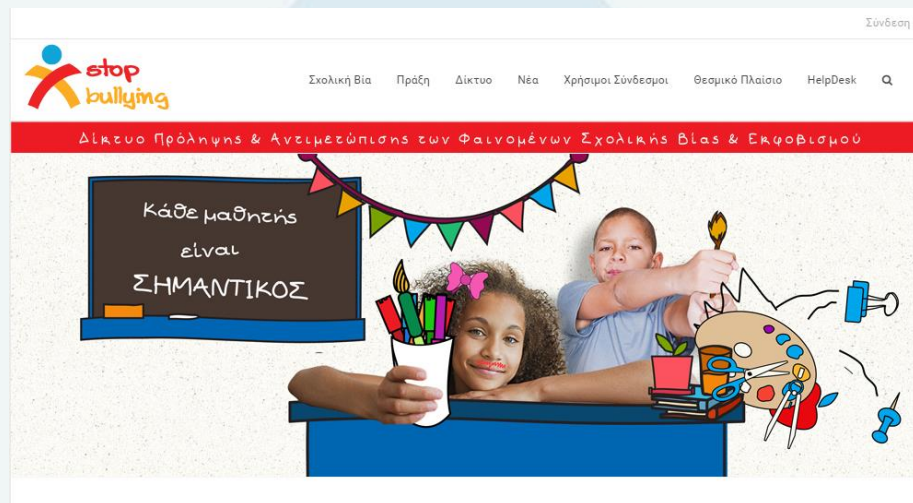 Σύνδεση
stop
bullying
Σχολική Βία Πράξη Δίκτυο Νέα Χρήσιμοι Σύνδεσμοι Θεσμικό Πλαίσιο HelpDesk
Δίκτυο Πρόληψης & Αντιμετώπισης των Φαινομένων Σχολικής Βίας & Εκφοβισμού
Κάθε μαθητής
είναι
ΣΗΜΑΝΤΙΚΟΣ